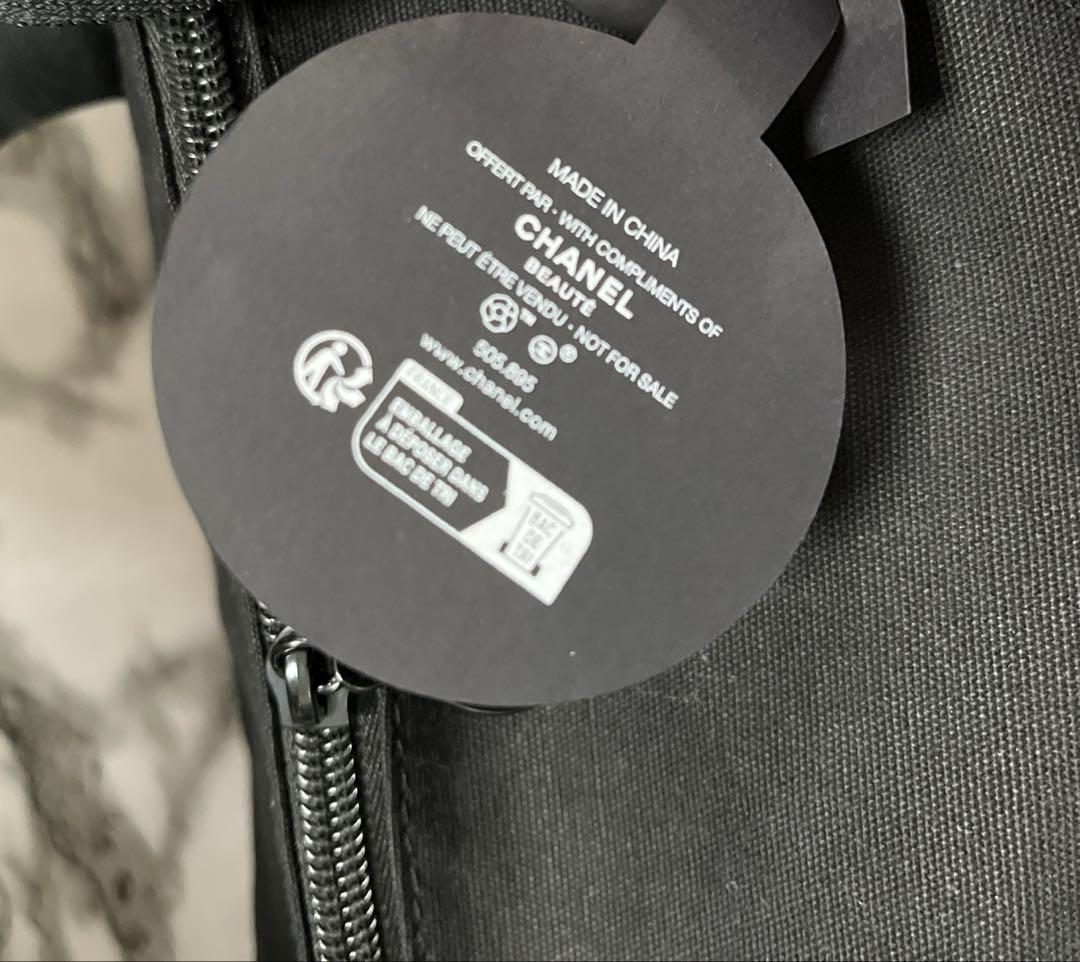 MADE IN CHINA
OFFERT PAR · WITH COMPLIMENTS OF
CHANEL
BEAUTÉ
NE PEUT ÊTRE VENDU · NOT FOR SALE
TM ©
505.895
www.chanel.com
FRANCE
EMBALLAGE
À DÉPOSER DANS
LE BAC DE TRI
BAC
DE
TRI